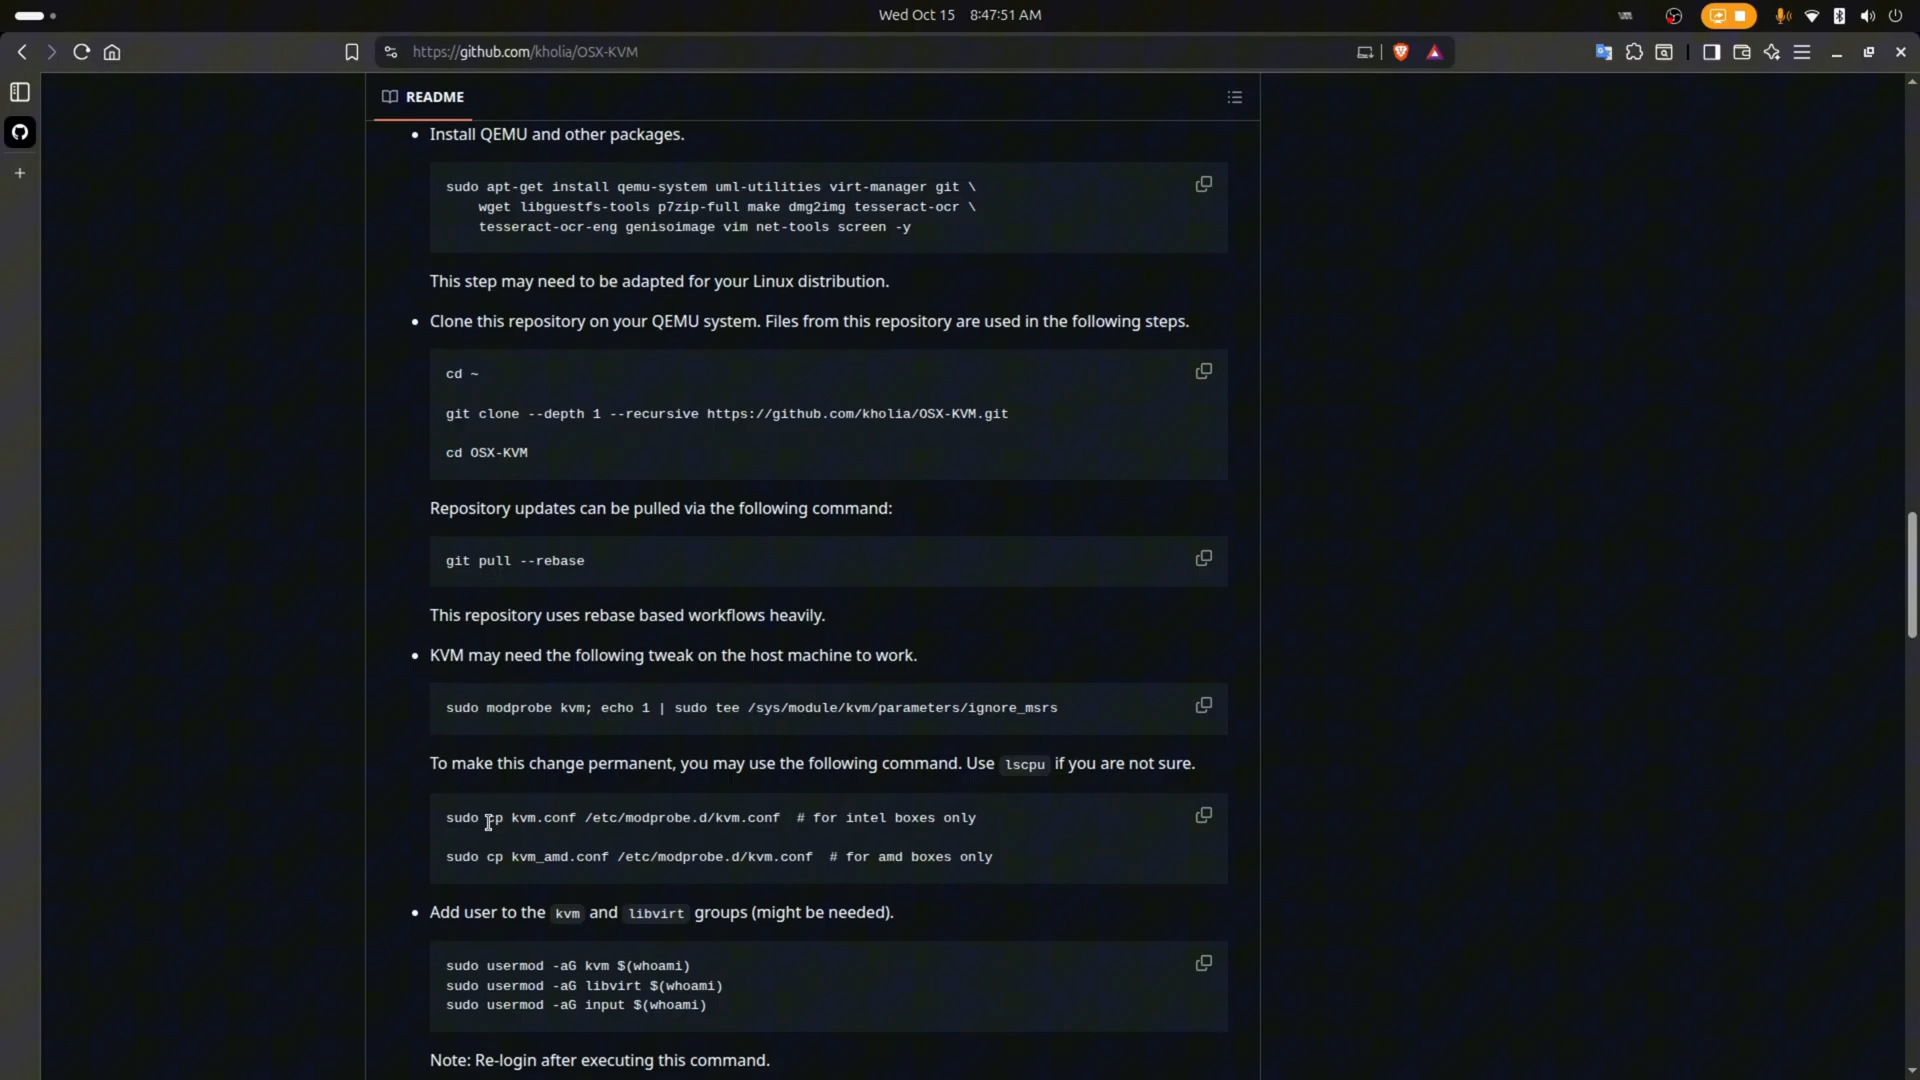 Wed Oct 15 8:47:51 AM
https://github.com/kholia/OSX-KVM
README
Install QEMU and other packages.
sudo apt-get install qemu-system uml-utilities virt-manager git \
wget libguestfs-tools p7zip-full make dmg2img tesseract-ocr \
tesseract-ocr-eng genisoimage vim net-tools screen -y
This step may need to be adapted for your Linux distribution.
Clone this repository on your QEMU system. Files from this repository are used in the following steps.
cd ~
git clone --depth 1 --recursive https://github.com/kholia/OSX-KVM.git
cd OSX-KVM
Repository updates can be pulled via the following command:
git pull --rebase
This repository uses rebase based workflows heavily.
KVM may need the following tweak on the host machine to work.
sudo modprobe kvm; echo 1 | sudo tee /sys/module/kvm/parameters/ignore_msrs
To make this change permanent, you may use the following command. Use lscpu if you are not sure.
sudo cp kvm.conf /etc/modprobe.d/kvm.conf  # for intel boxes only
sudo cp kvm_amd.conf /etc/modprobe.d/kvm.conf  # for amd boxes only
Add user to the kvm and libvirt groups (might be needed).
sudo usermod -aG kvm $(whoami)
sudo usermod -aG libvirt $(whoami)
sudo usermod -aG input $(whoami)
Note: Re-login after executing this command.